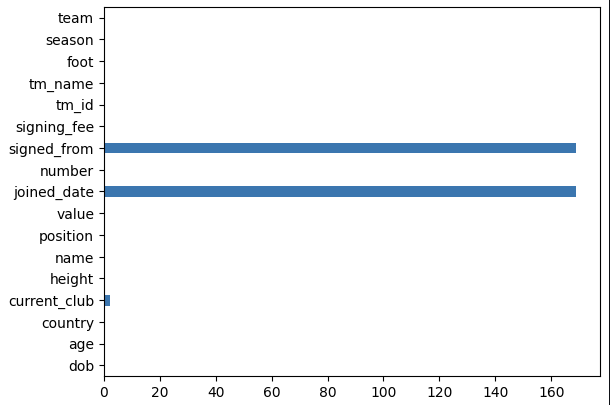 team
season
foot
tm_name
tm_id
signing_fee
signed_from
number
joined_date
value
position
name
height
current_club
country
age
dob
0 20 40 60 80 100 120 140 160